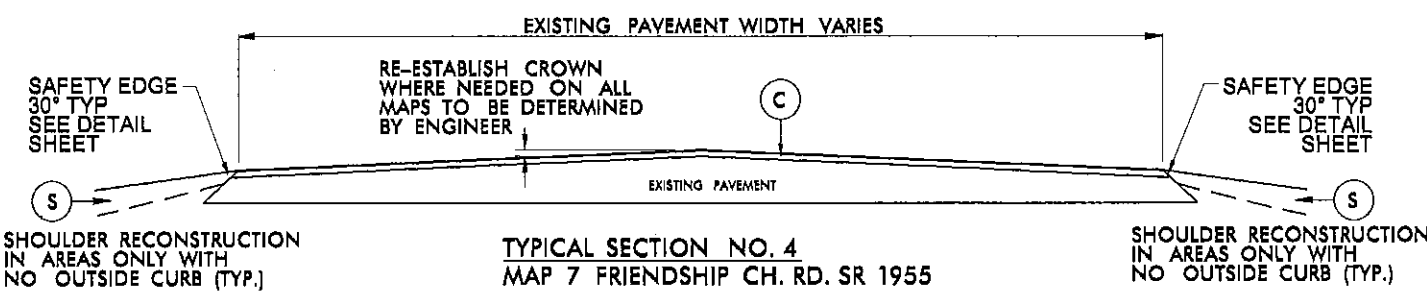 EXISTING PAVEMENT WIDTH VARIES
SAFETY EDGE
30° TYP
SEE DETAIL
SHEET
RE-ESTABLISH CROWN
WHERE NEEDED ON ALL
MAPS TO BE DETERMINED
BY ENGINEER
C
SAFETY EDGE
30° TYP
SEE DETAIL
SHEET
EXISTING PAVEMENT
S
S
SHOULDER RECONSTRUCTION
IN AREAS ONLY WITH
NO OUTSIDE CURB (TYP.)
TYPICAL SECTION NO. 4
MAP 7 FRIENDSHIP CH. RD. SR 1955
SHOULDER RECONSTRUCTION
IN AREAS ONLY WITH
NO OUTSIDE CURB (TYP.)